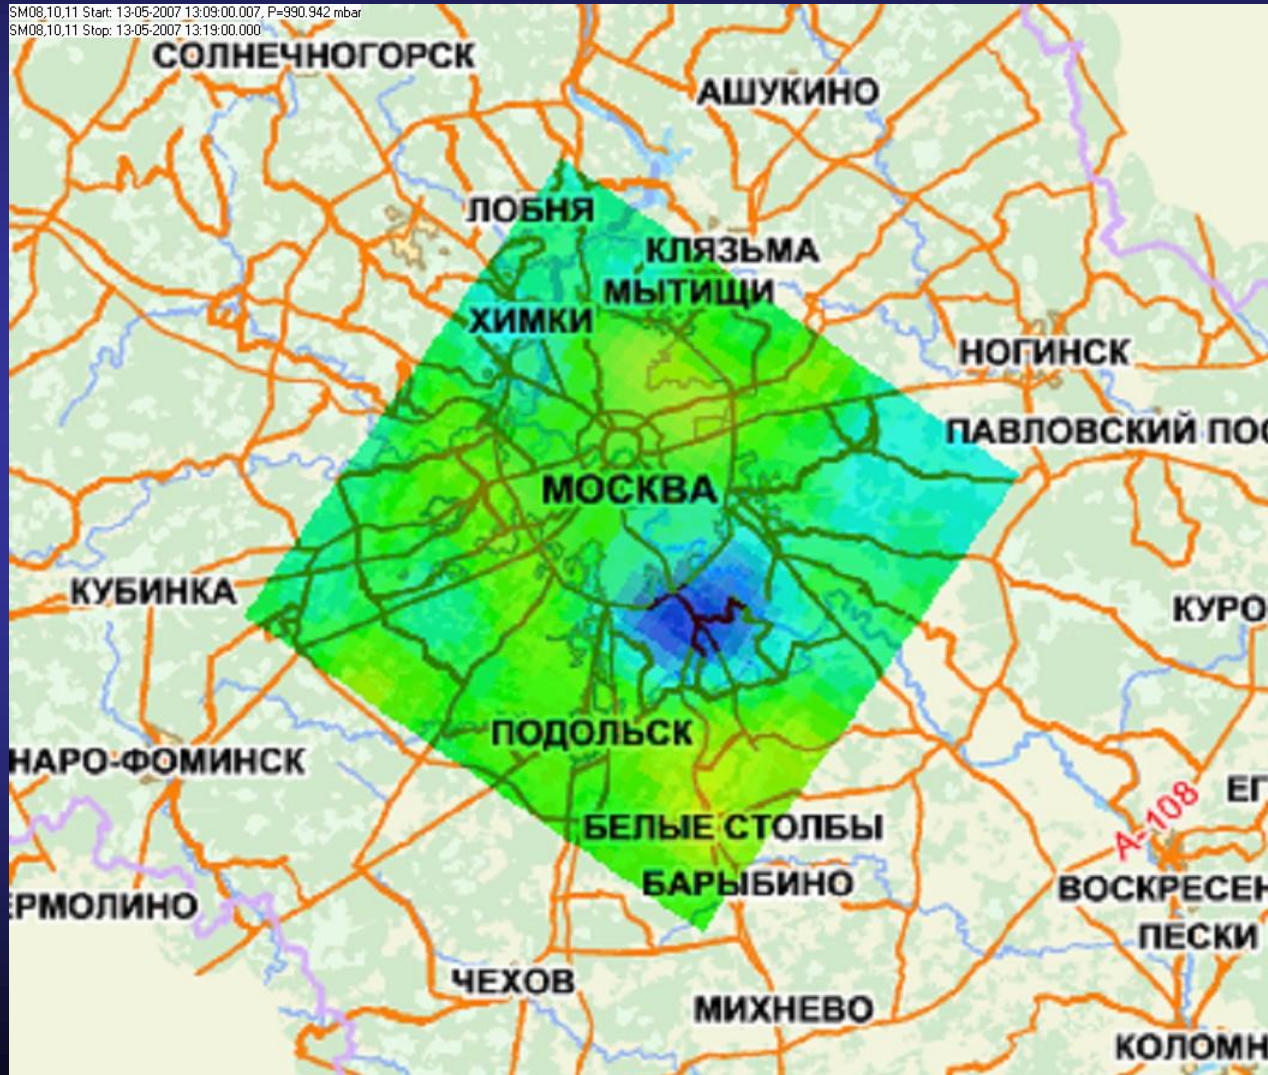 SM08,10,11 Start: 13-05-2007 13:09:00.007, P=990.942 mbar
SM08,10,11 Stop: 13-05-2007 13:19:00.000
СОЛНЕЧНОГОРСК
АШУКИНО
ЛОБНЯ
КЛЯЗЬМА
МЫТИЩИ
ХИМКИ
НОГИНСК
ПАВЛОВСКИЙ ПОС
МОСКВА
КУБИНКА
КУРО
ПОДОЛЬСК
НАРО-ФОМИНСК
ЕГ
А-108
БЕЛЫЕ СТОЛБЫ
БАРЫБИНО
ВОСКРЕСЕН
ЕРМОЛИНО
ПЕСКИ
ЧЕХОВ
МИХНЕВО
КОЛОМН